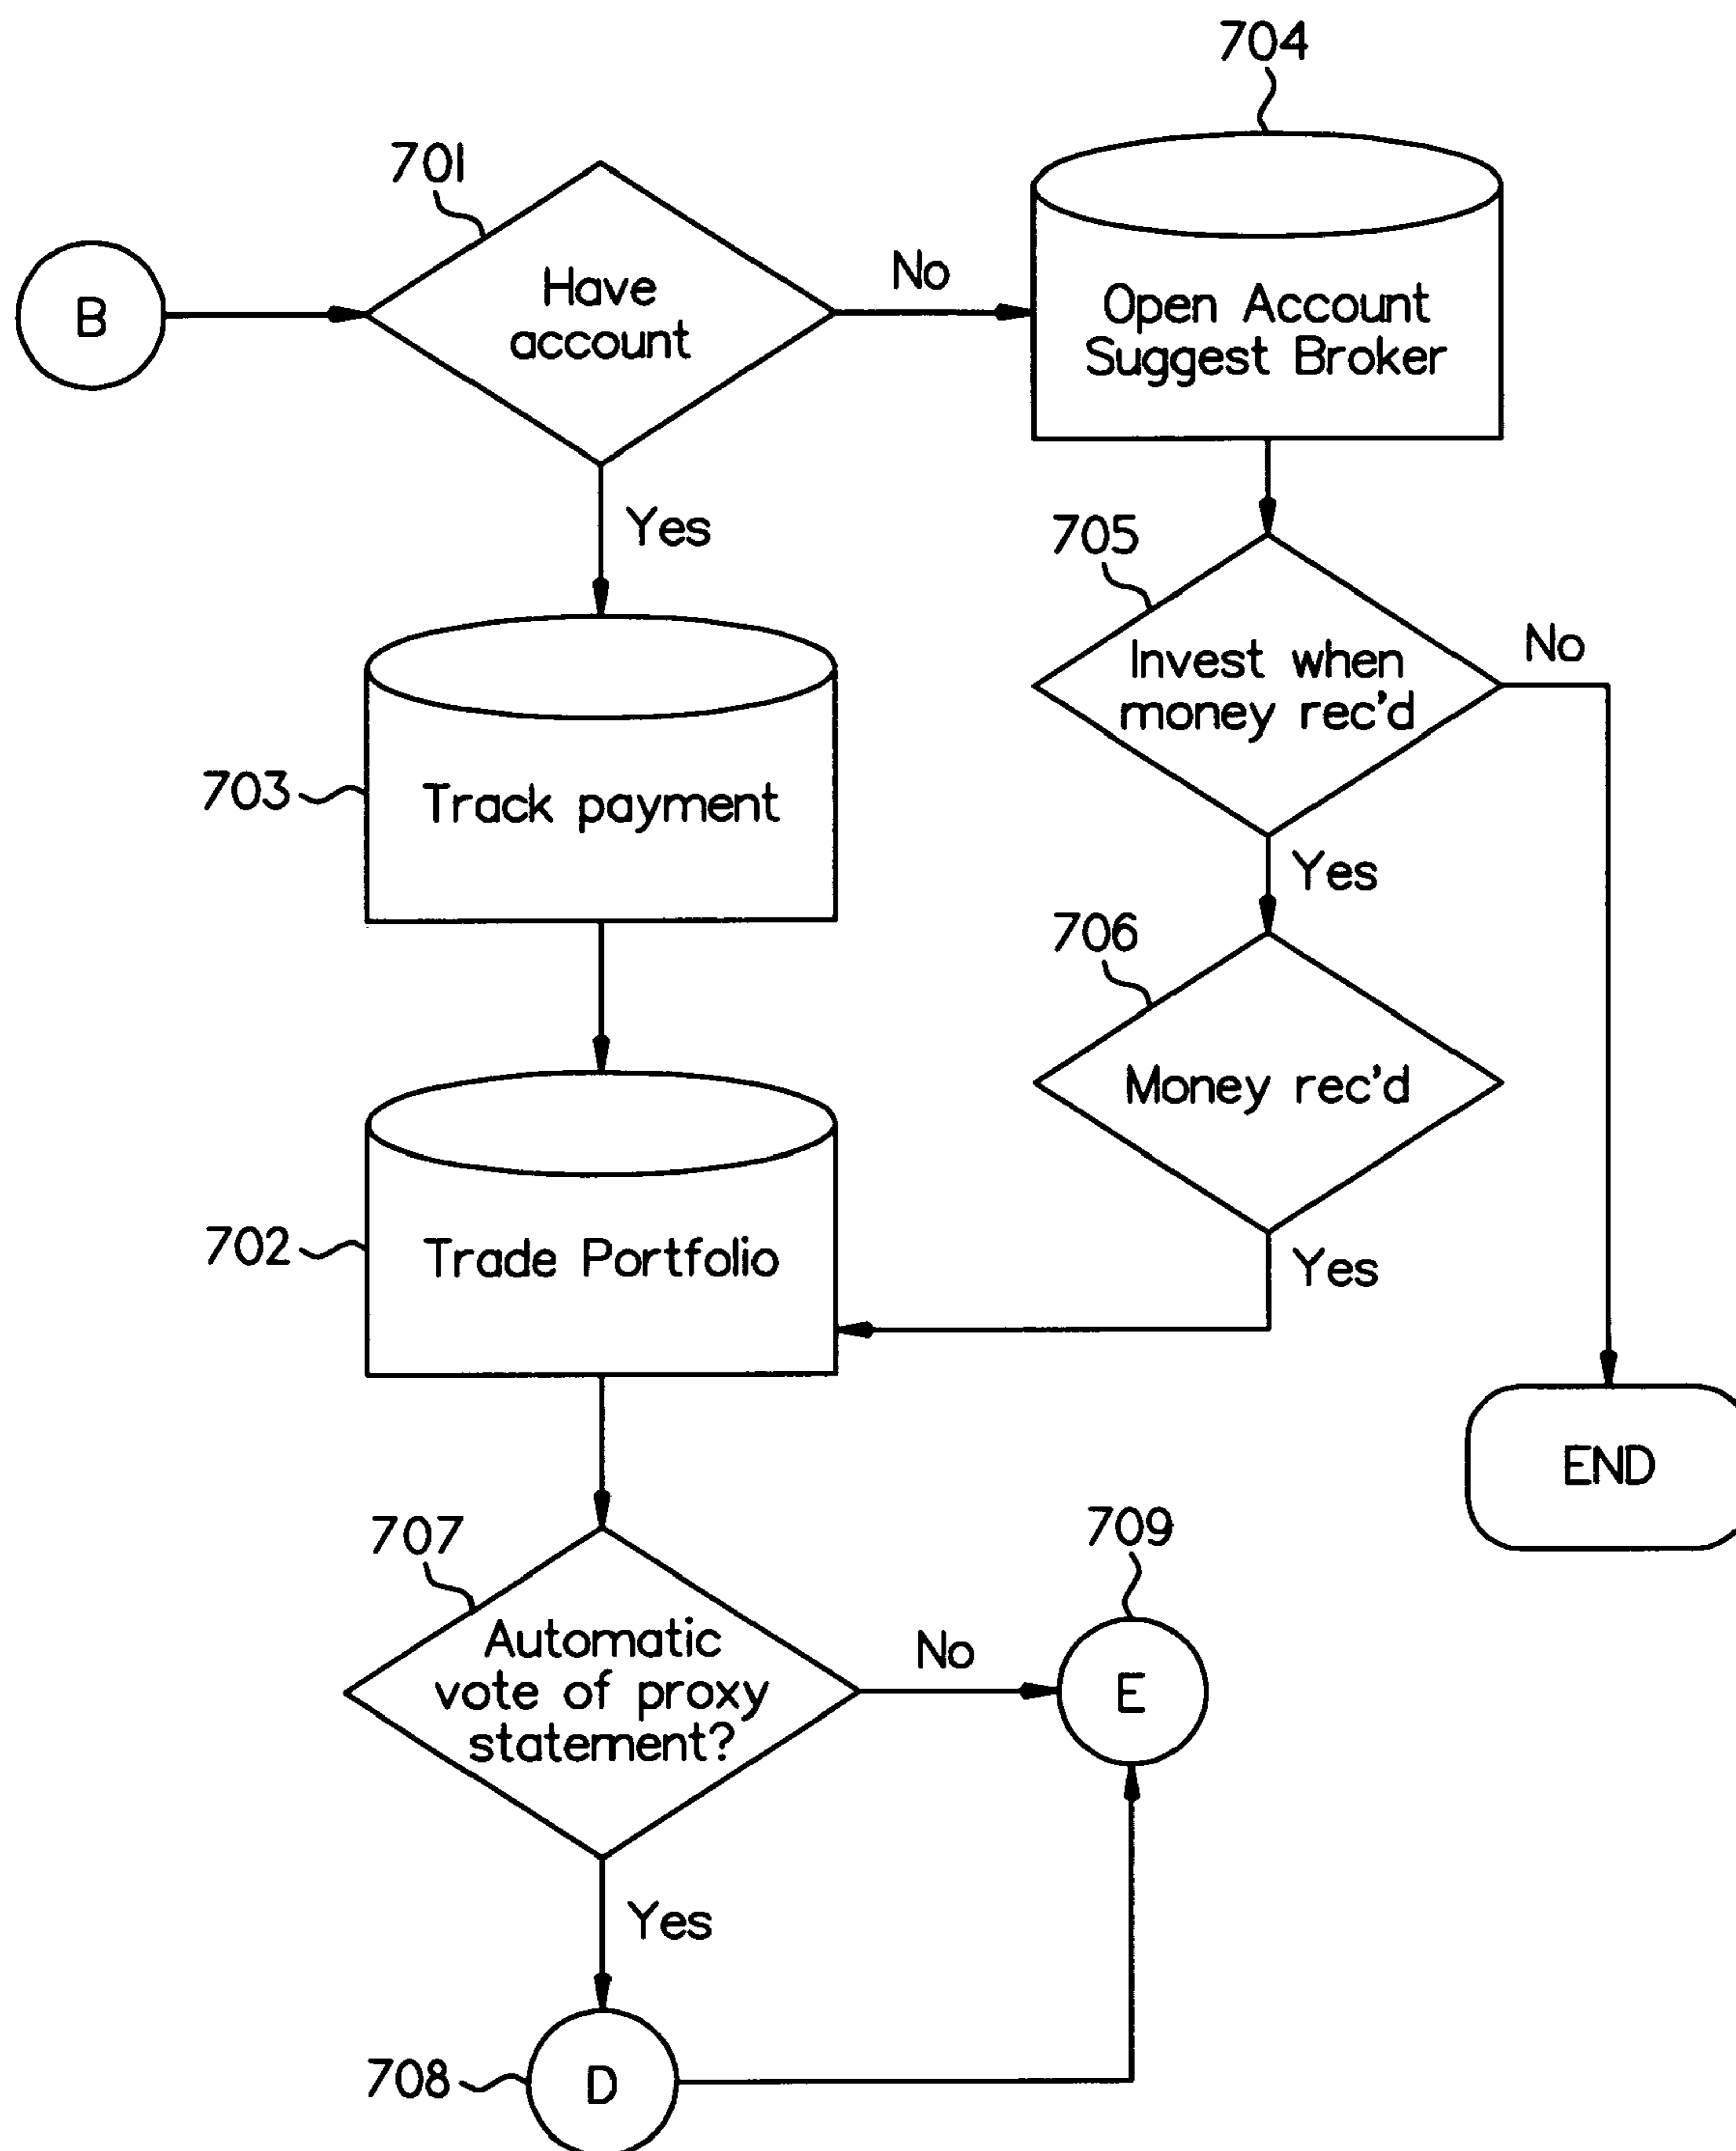 704
701
B
Have
account
No
Open Account
Suggest Broker
Yes
705
Invest when
money rec'd
No
703
Track payment
Yes
706
Money rec'd
702
Trade Portfolio
Yes
END
707
709
Automatic
vote of proxy
statement?
No
E
Yes
708
D